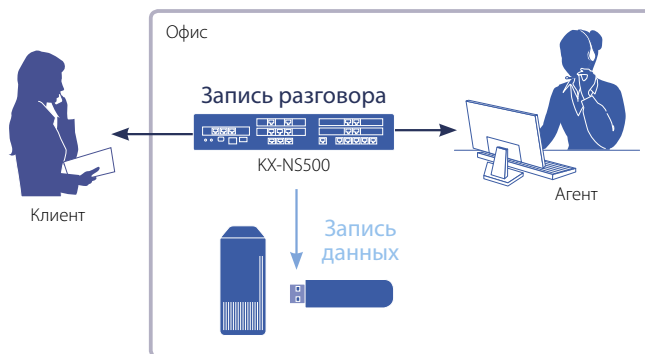 Офис
Запись разговора
KX-NS500
Клиент
Агент
Запись
данных